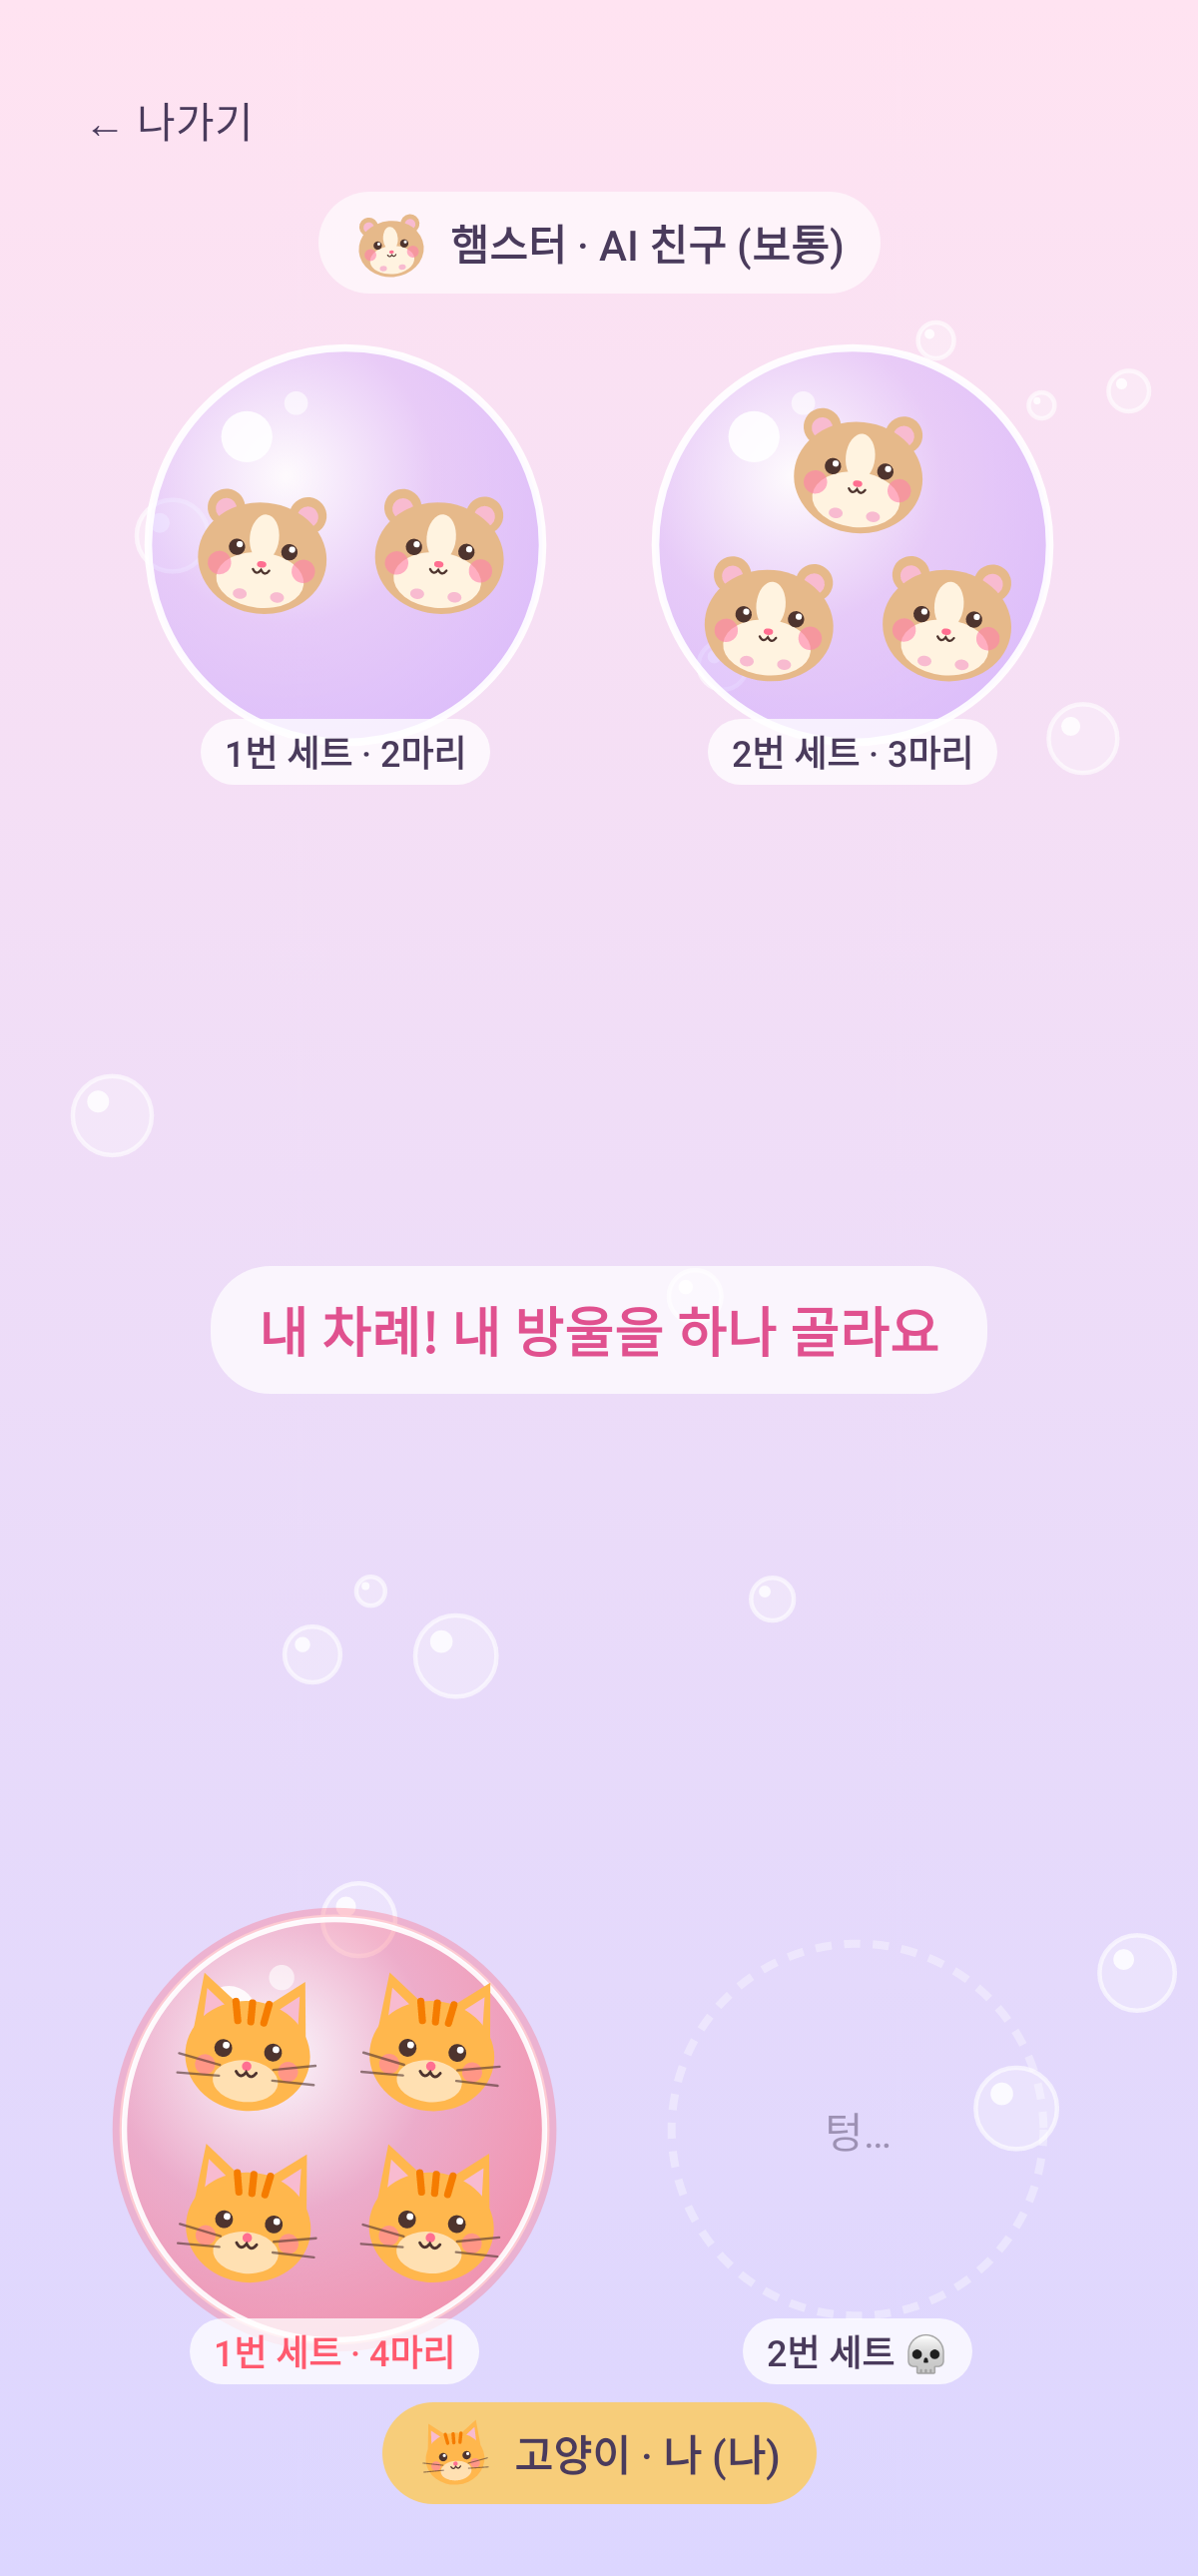 ← 나가기
햄스터 · AI 친구 (보통)
1번 세트 · 2마리
2번 세트 · 3마리
내 차례! 내 방울을 하나 골라요
텅...
1번 세트 · 4마리
2번 세트 💀
고양이 · 나 (나)